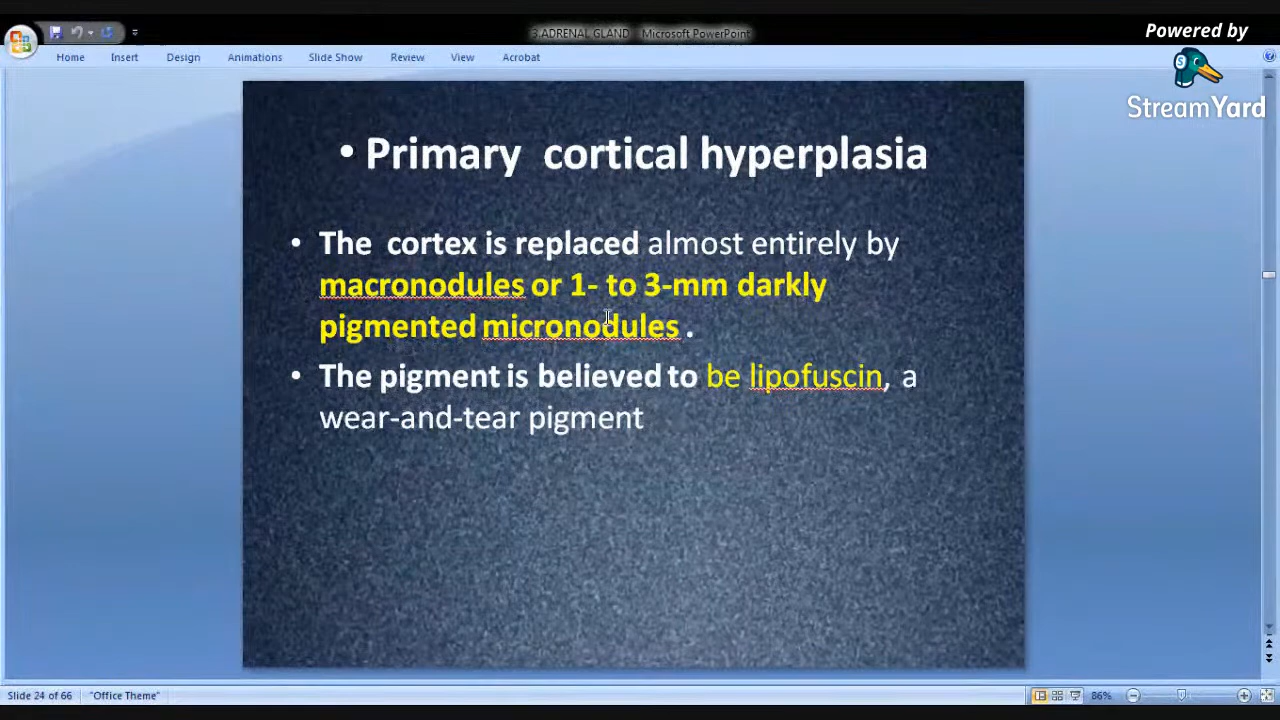 3.ADRENAL GLAND - Microsoft PowerPoint
Powered by
StreamYard
Home Insert Design Animations Slide Show Review View Acrobat
• Primary cortical hyperplasia
• The cortex is replaced almost entirely by
macronodules or 1- to 3-mm darkly
pigmented micronodules .
• The pigment is believed to be lipofuscin, a
wear-and-tear pigment
Slide 24 of 66 "Office Theme" 86%